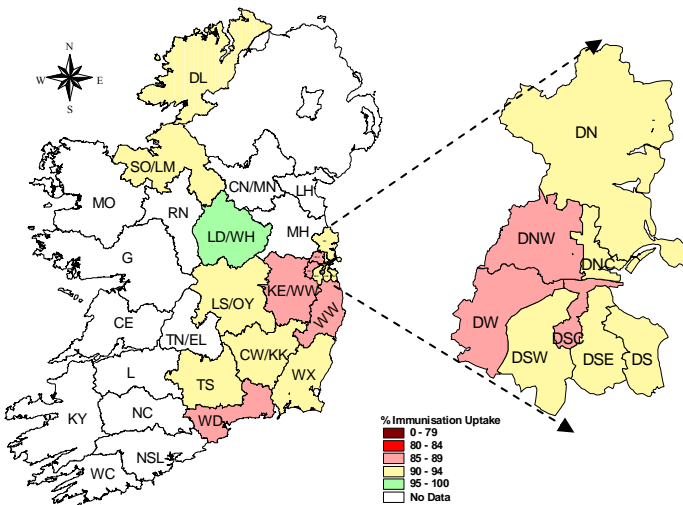 N
W E
S
DL
SO/LM
CN/MN
LH
MO
RN
MH
LD/WH
G
KE/WW
LS/OY
WW
CE
TN/EL
CW/KK
L
TS
WX
KY
NC
WD
NSL
WC
DN
DNW
DNC
DW
DSC
DSW
DSE
DS
% Immunisation Uptake
0 - 79
80 - 84
85 - 89
90 - 94
95 - 100
No Data